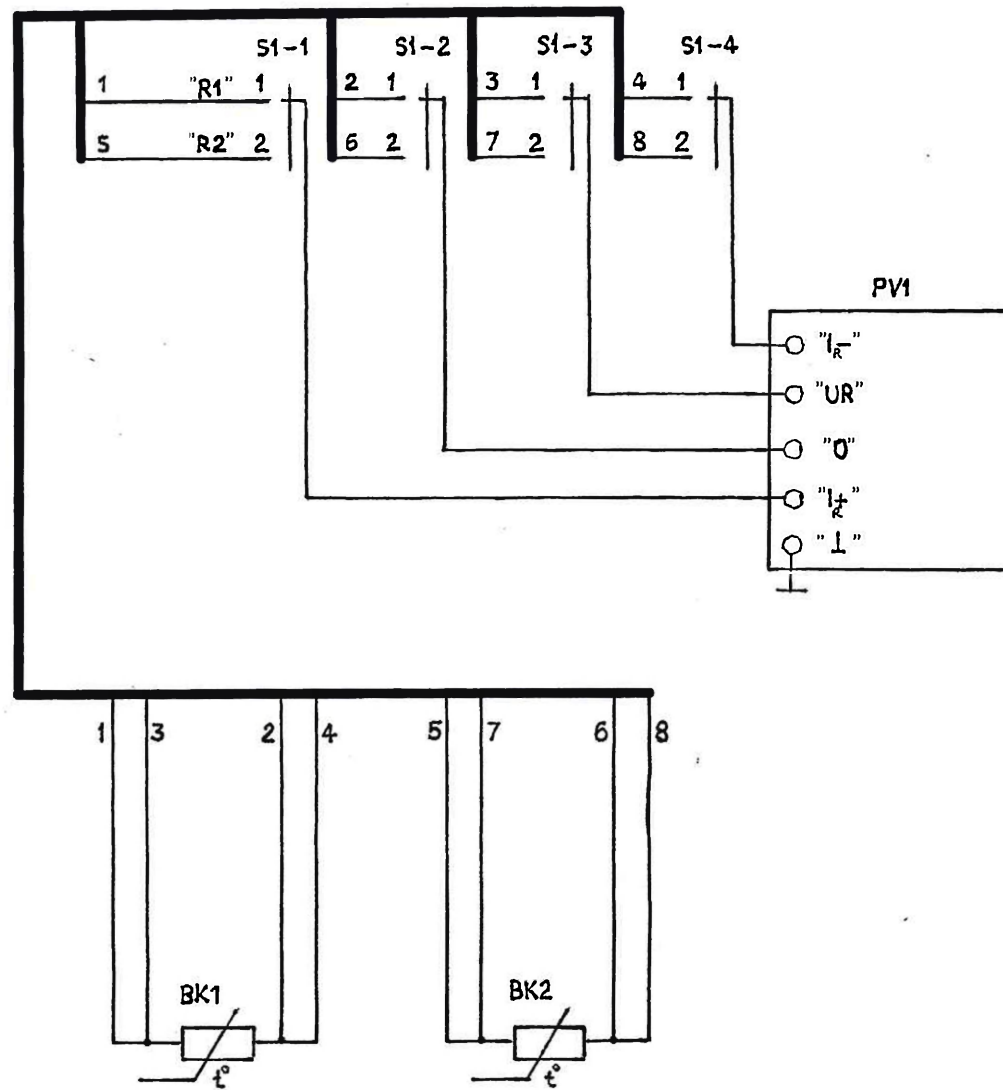 S1-1 S1-2 S1-3 S1-4
1 "R1" 1 2 1 3 1 4 1
5 "R2" 2 6 2 7 2 8 2
PV1
"IR-"
"UR"
"0"
"IR+"
"⊥"
1 3 2 4 5 7 6 8
BK1 BK2
t° t°